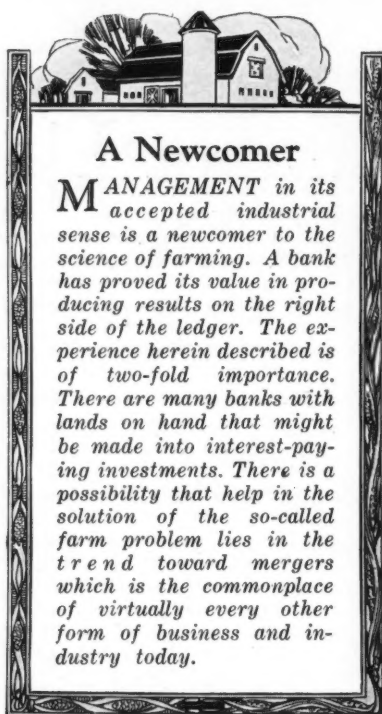 A Newcomer
MANAGEMENT in its
accepted industrial
sense is a newcomer to the
science of farming. A bank
has proved its value in pro-
ducing results on the right
side of the ledger. The ex-
perience herein described is
of two-fold importance.
There are many banks with
lands on hand that might
be made into interest-pay-
ing investments. There is a
possibility that help in the
solution of the so-called
farm problem lies in the
trend toward mergers
which is the commonplace
of virtually every other
form of business and in-
dustry today.